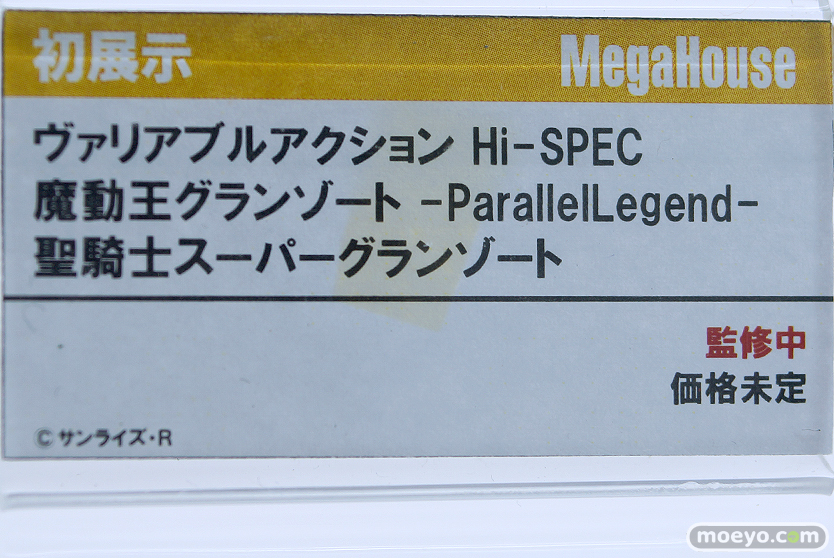 初展示 MegaHouse
ヴァリアブルアクション Hi-SPEC
魔動王グランゾート -ParallelLegend-
聖騎士スーパーグランゾート
監修中
価格未定
© サンライズ・R
moeyo.com